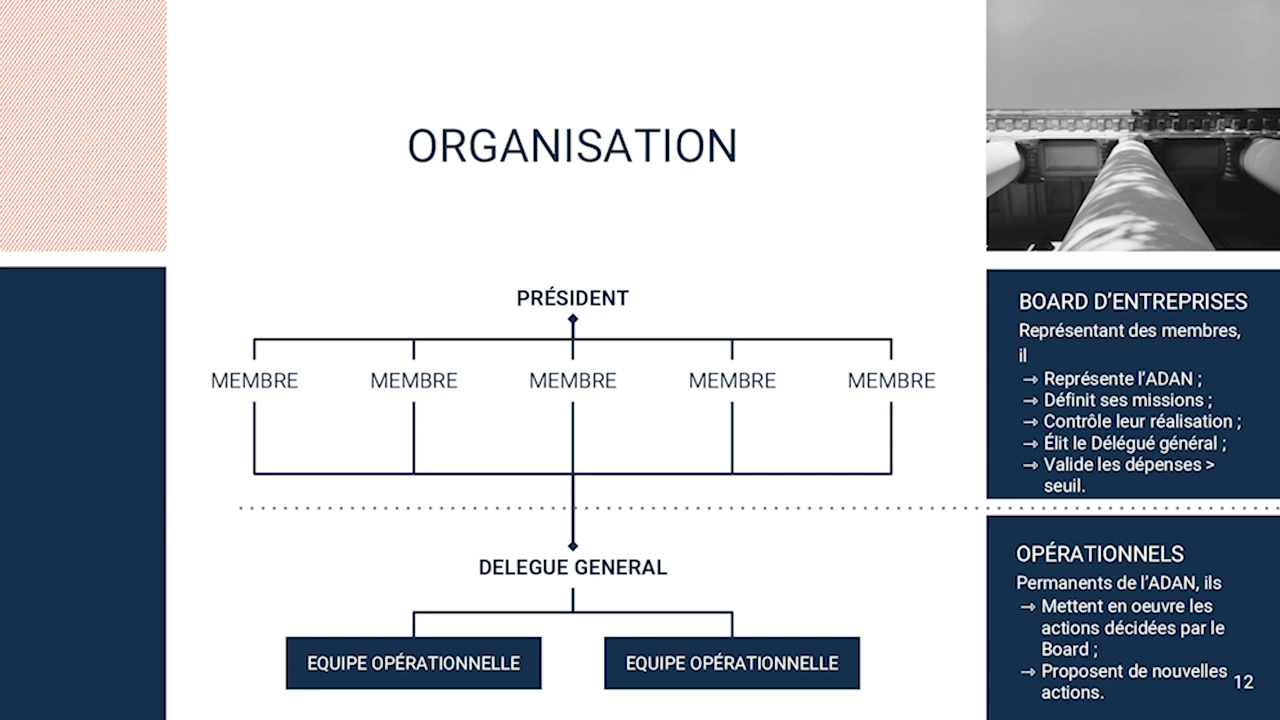 ORGANISATION
PRÉSIDENT
MEMBRE MEMBRE MEMBRE MEMBRE MEMBRE
DELEGUE GENERAL
EQUIPE OPÉRATIONNELLE EQUIPE OPÉRATIONNELLE
BOARD D'ENTREPRISES
Représentant des membres,
il
→ Représente l'ADAN ;
→ Définit ses missions ;
→ Contrôle leur réalisation ;
→ Élit le Délégué général ;
→ Valide les dépenses >
seuil.
OPÉRATIONNELS
Permanents de l'ADAN, ils
→ Mettent en oeuvre les
actions décidées par le
Board ;
→ Proposent de nouvelles
actions.
12